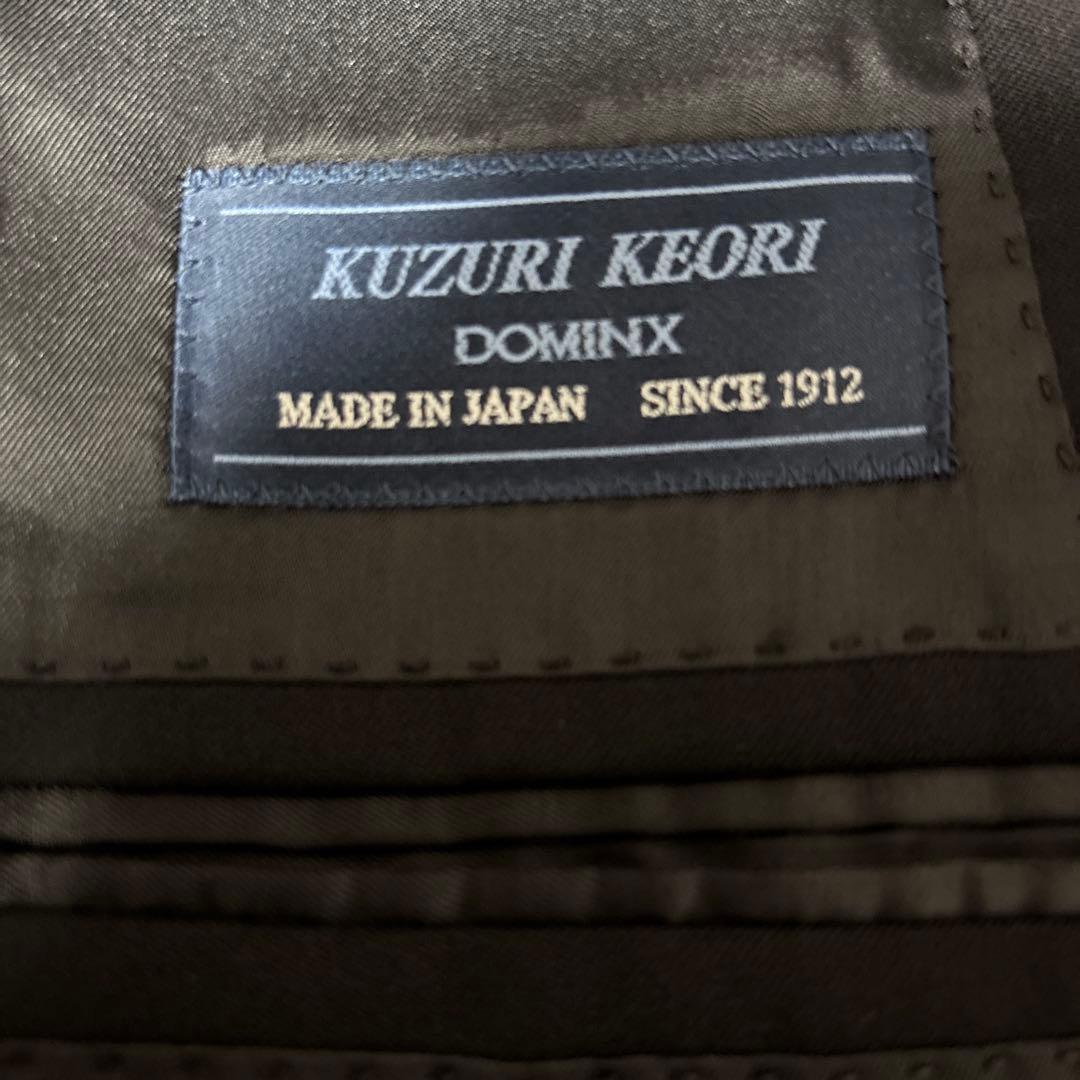 KUZURI KEORI
DOMINX
MADE IN JAPAN SINCE 1912